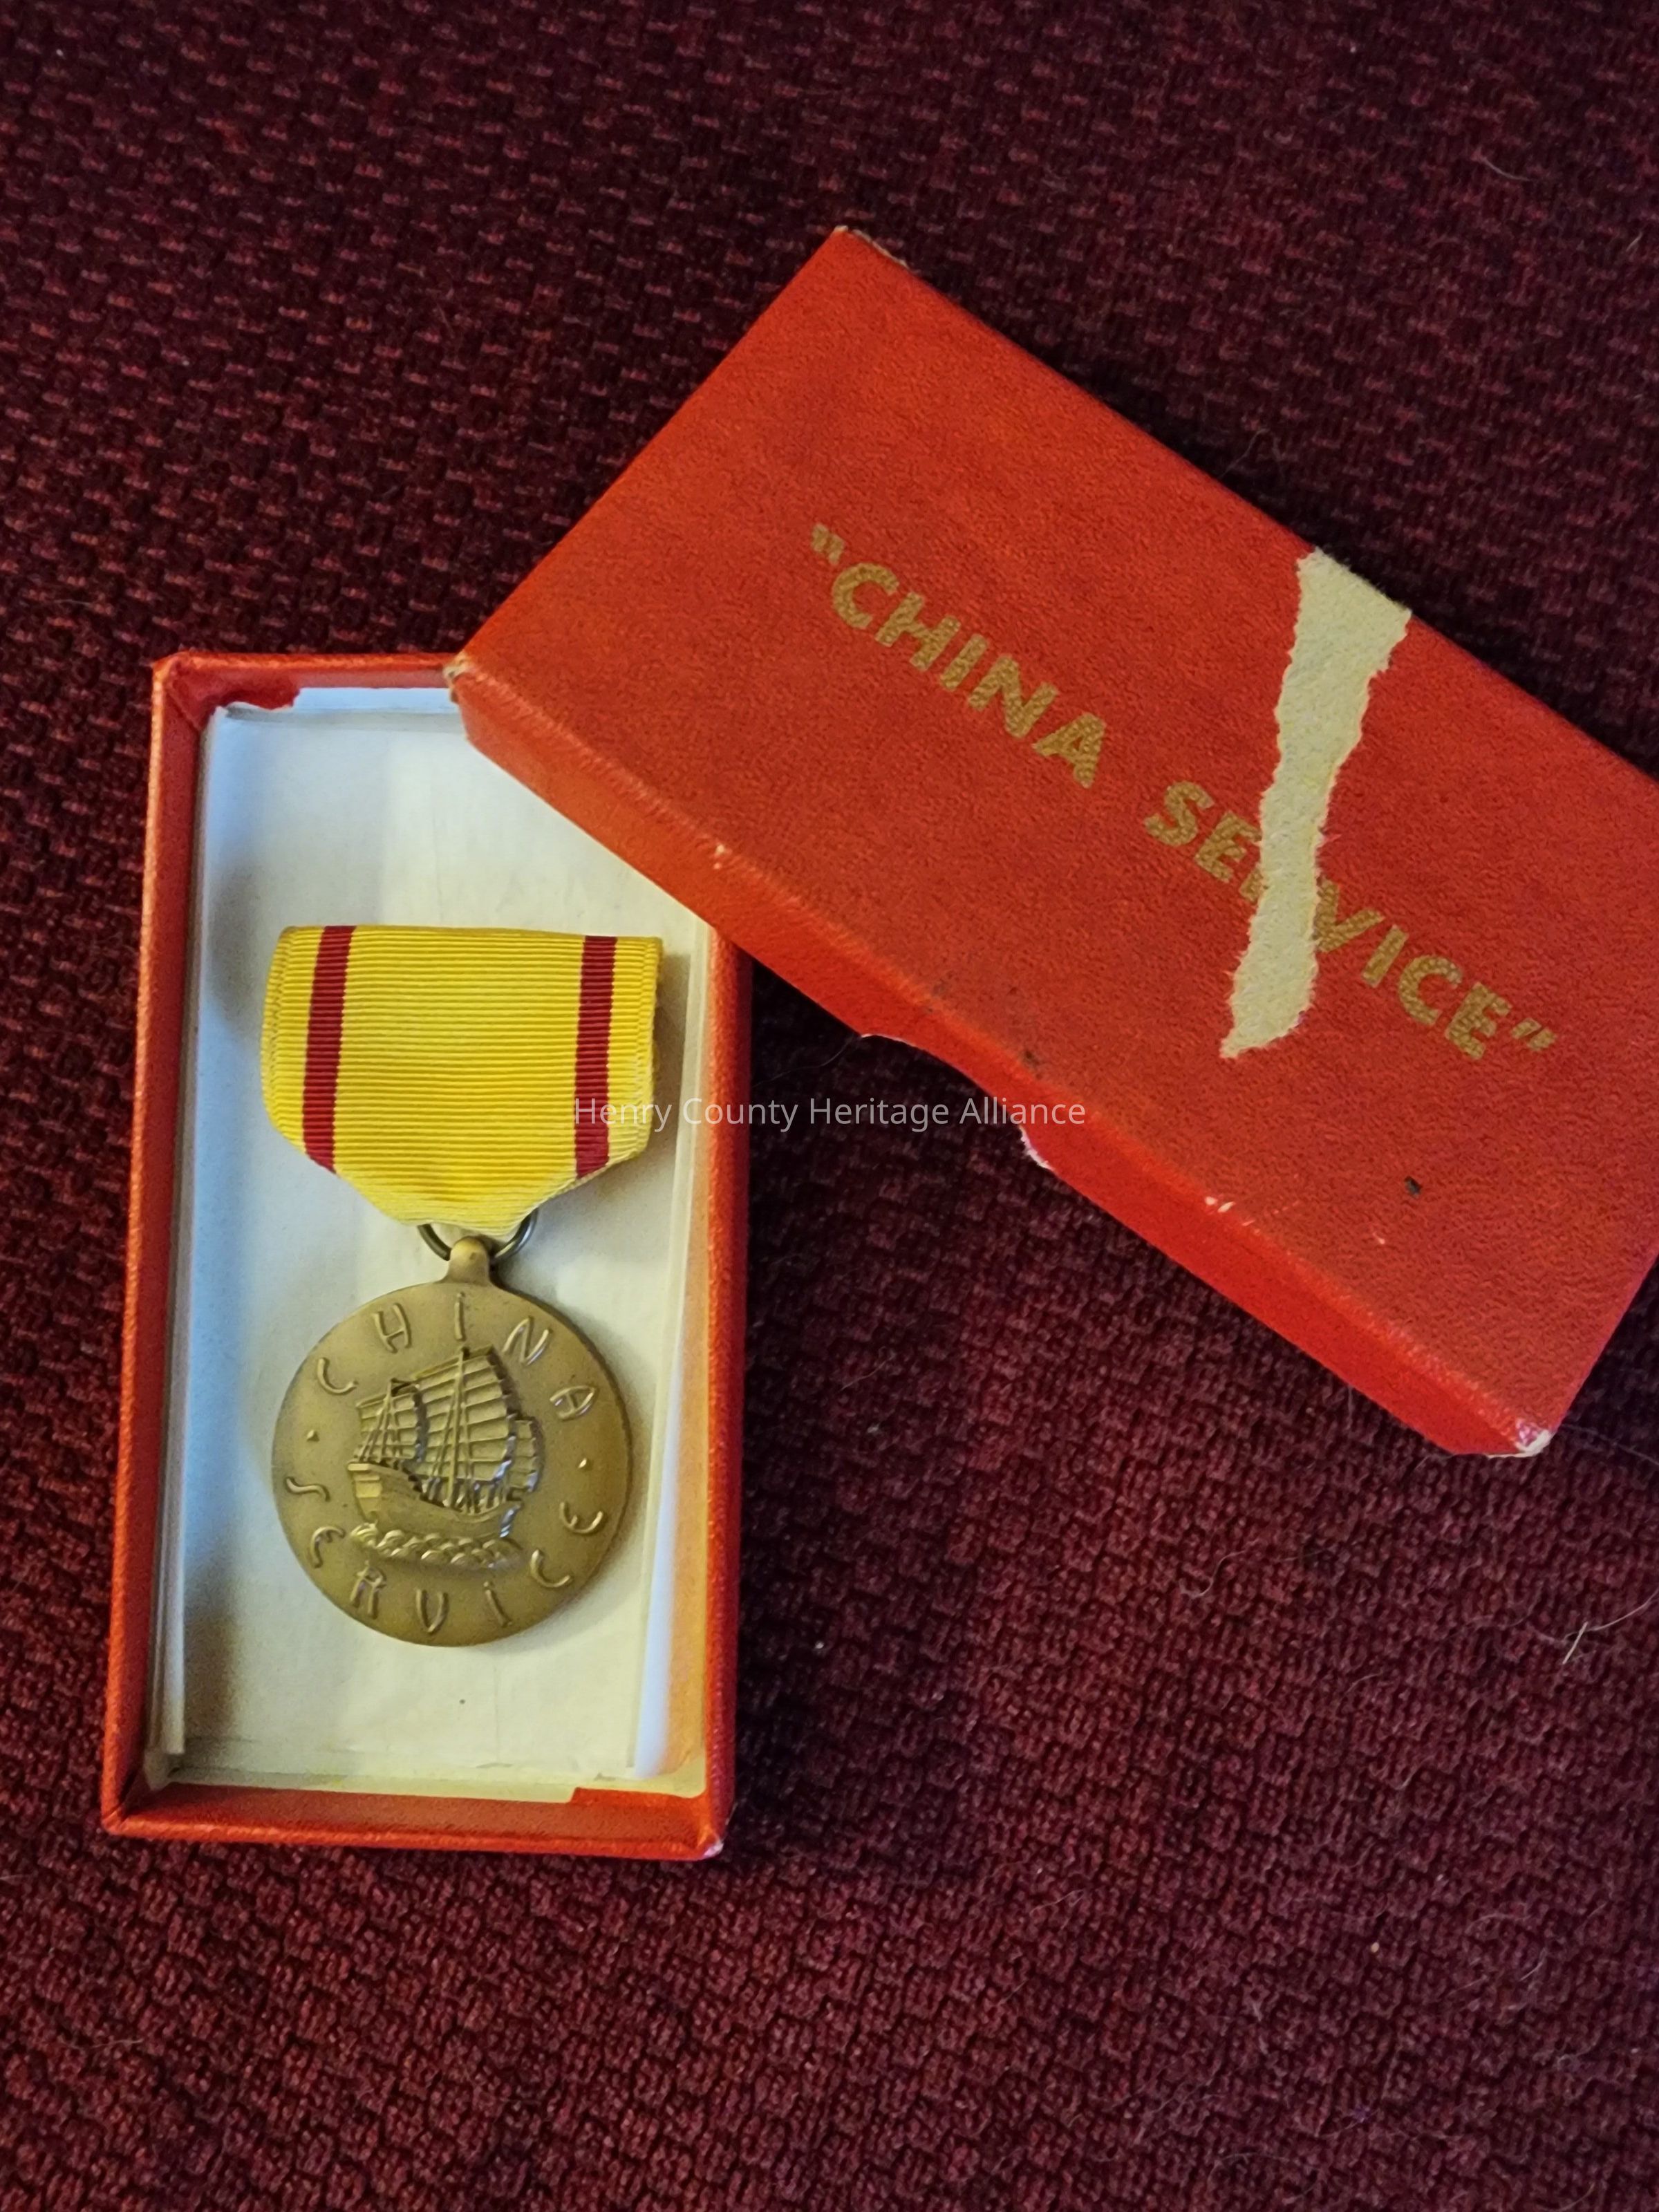 "CHINA SERVICE"
Henry County Heritage Alliance
CHINA
· SERVICE ·